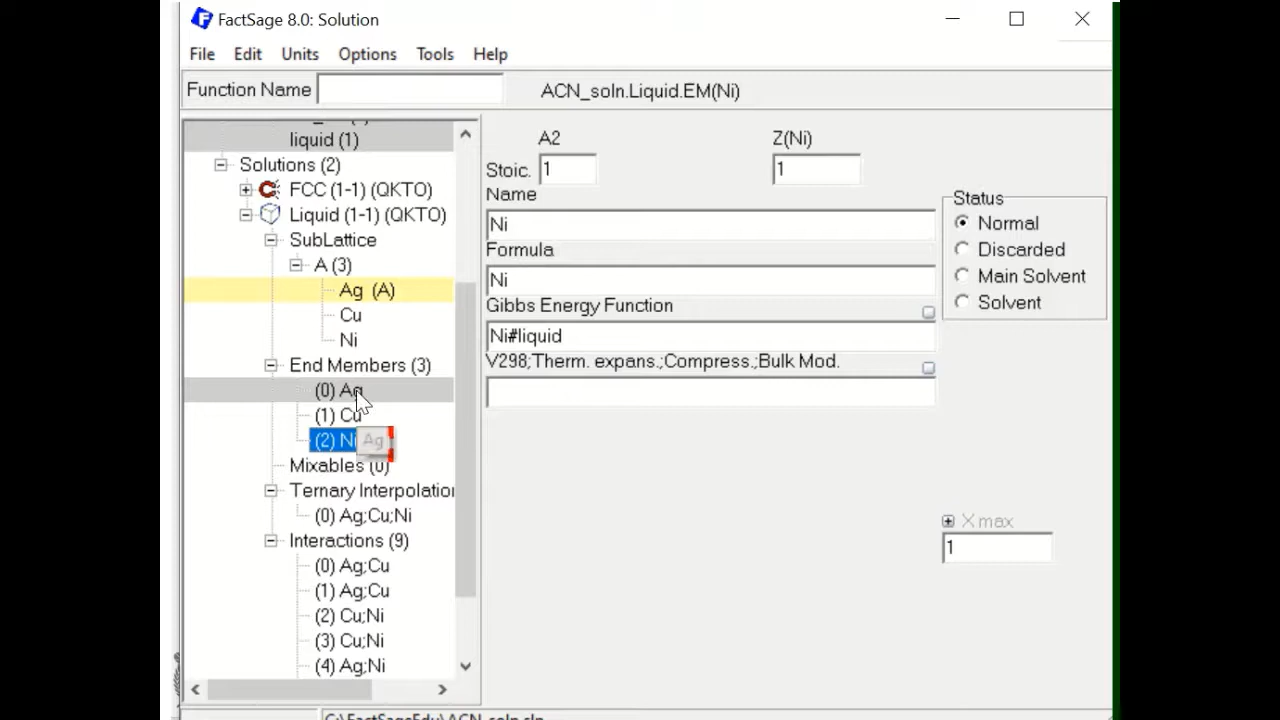 FactSage 8.0: Solution
File Edit Units Options Tools Help
Function Name
ACN_soln.Liquid.EM(Ni)
liquid (1)
Solutions (2)
FCC (1-1) (QKTO)
Liquid (1-1) (QKTO)
SubLattice
A (3)
Ag (A)
Cu
Ni
End Members (3)
(0) Ag
(1) Cu
(2) Ni
Ag
Mixables (0)
Ternary Interpolation
(0) Ag;Cu;Ni
Interactions (9)
(0) Ag;Cu
(1) Ag;Cu
(2) Cu;Ni
(3) Cu;Ni
(4) Ag;Ni
A2
Z(Ni)
Stoic. 1
1
Name
Ni
Formula
Ni
Gibbs Energy Function
Ni#liquid
V298;Therm. expans.;Compress.;Bulk Mod.
Status
Normal
Discarded
Main Solvent
Solvent
X max
1
C:\FactSageEdu\ACN_soln.sln